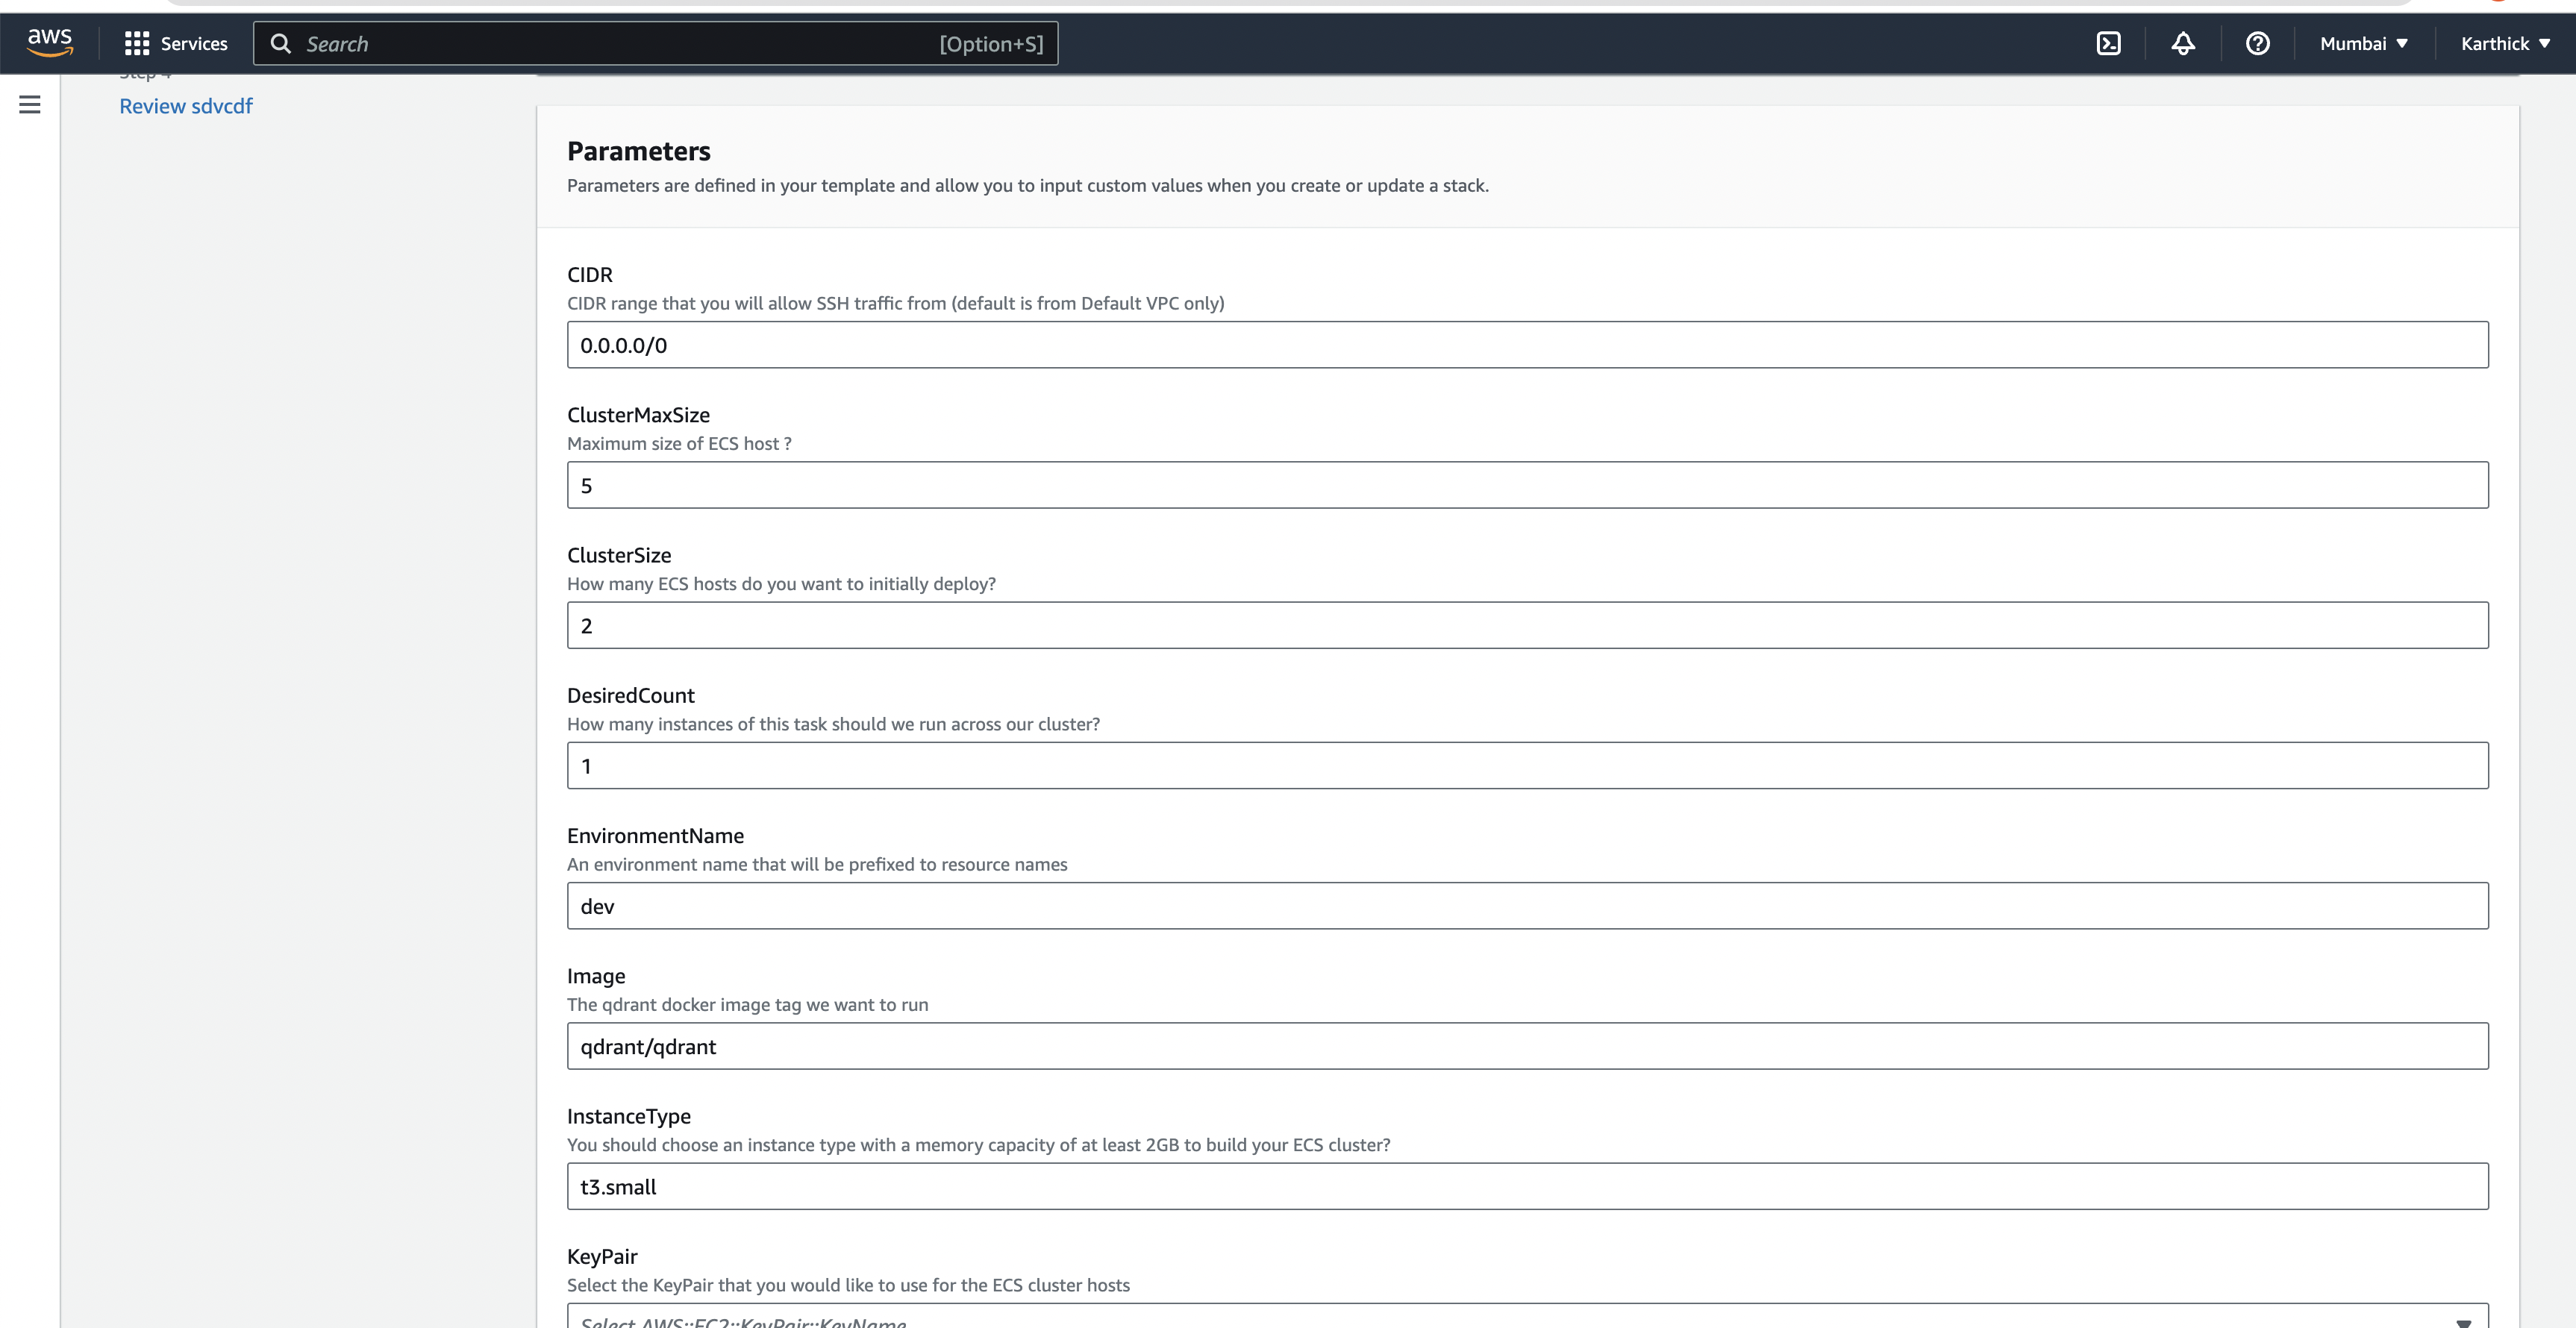 aws
Services
Search
[Option+S]
Mumbai
Karthick
Step 4
Review sdvcdf
Parameters
Parameters are defined in your template and allow you to input custom values when you create or update a stack.
CIDR
CIDR range that you will allow SSH traffic from (default is from Default VPC only)
0.0.0.0/0
ClusterMaxSize
Maximum size of ECS host ?
5
ClusterSize
How many ECS hosts do you want to initially deploy?
2
DesiredCount
How many instances of this task should we run across our cluster?
1
EnvironmentName
An environment name that will be prefixed to resource names
dev
Image
The qdrant docker image tag we want to run
qdrant/qdrant
InstanceType
You should choose an instance type with a memory capacity of at least 2GB to build your ECS cluster?
t3.small
KeyPair
Select the KeyPair that you would like to use for the ECS cluster hosts
Select AWS::EC2::KeyPair::KeyName